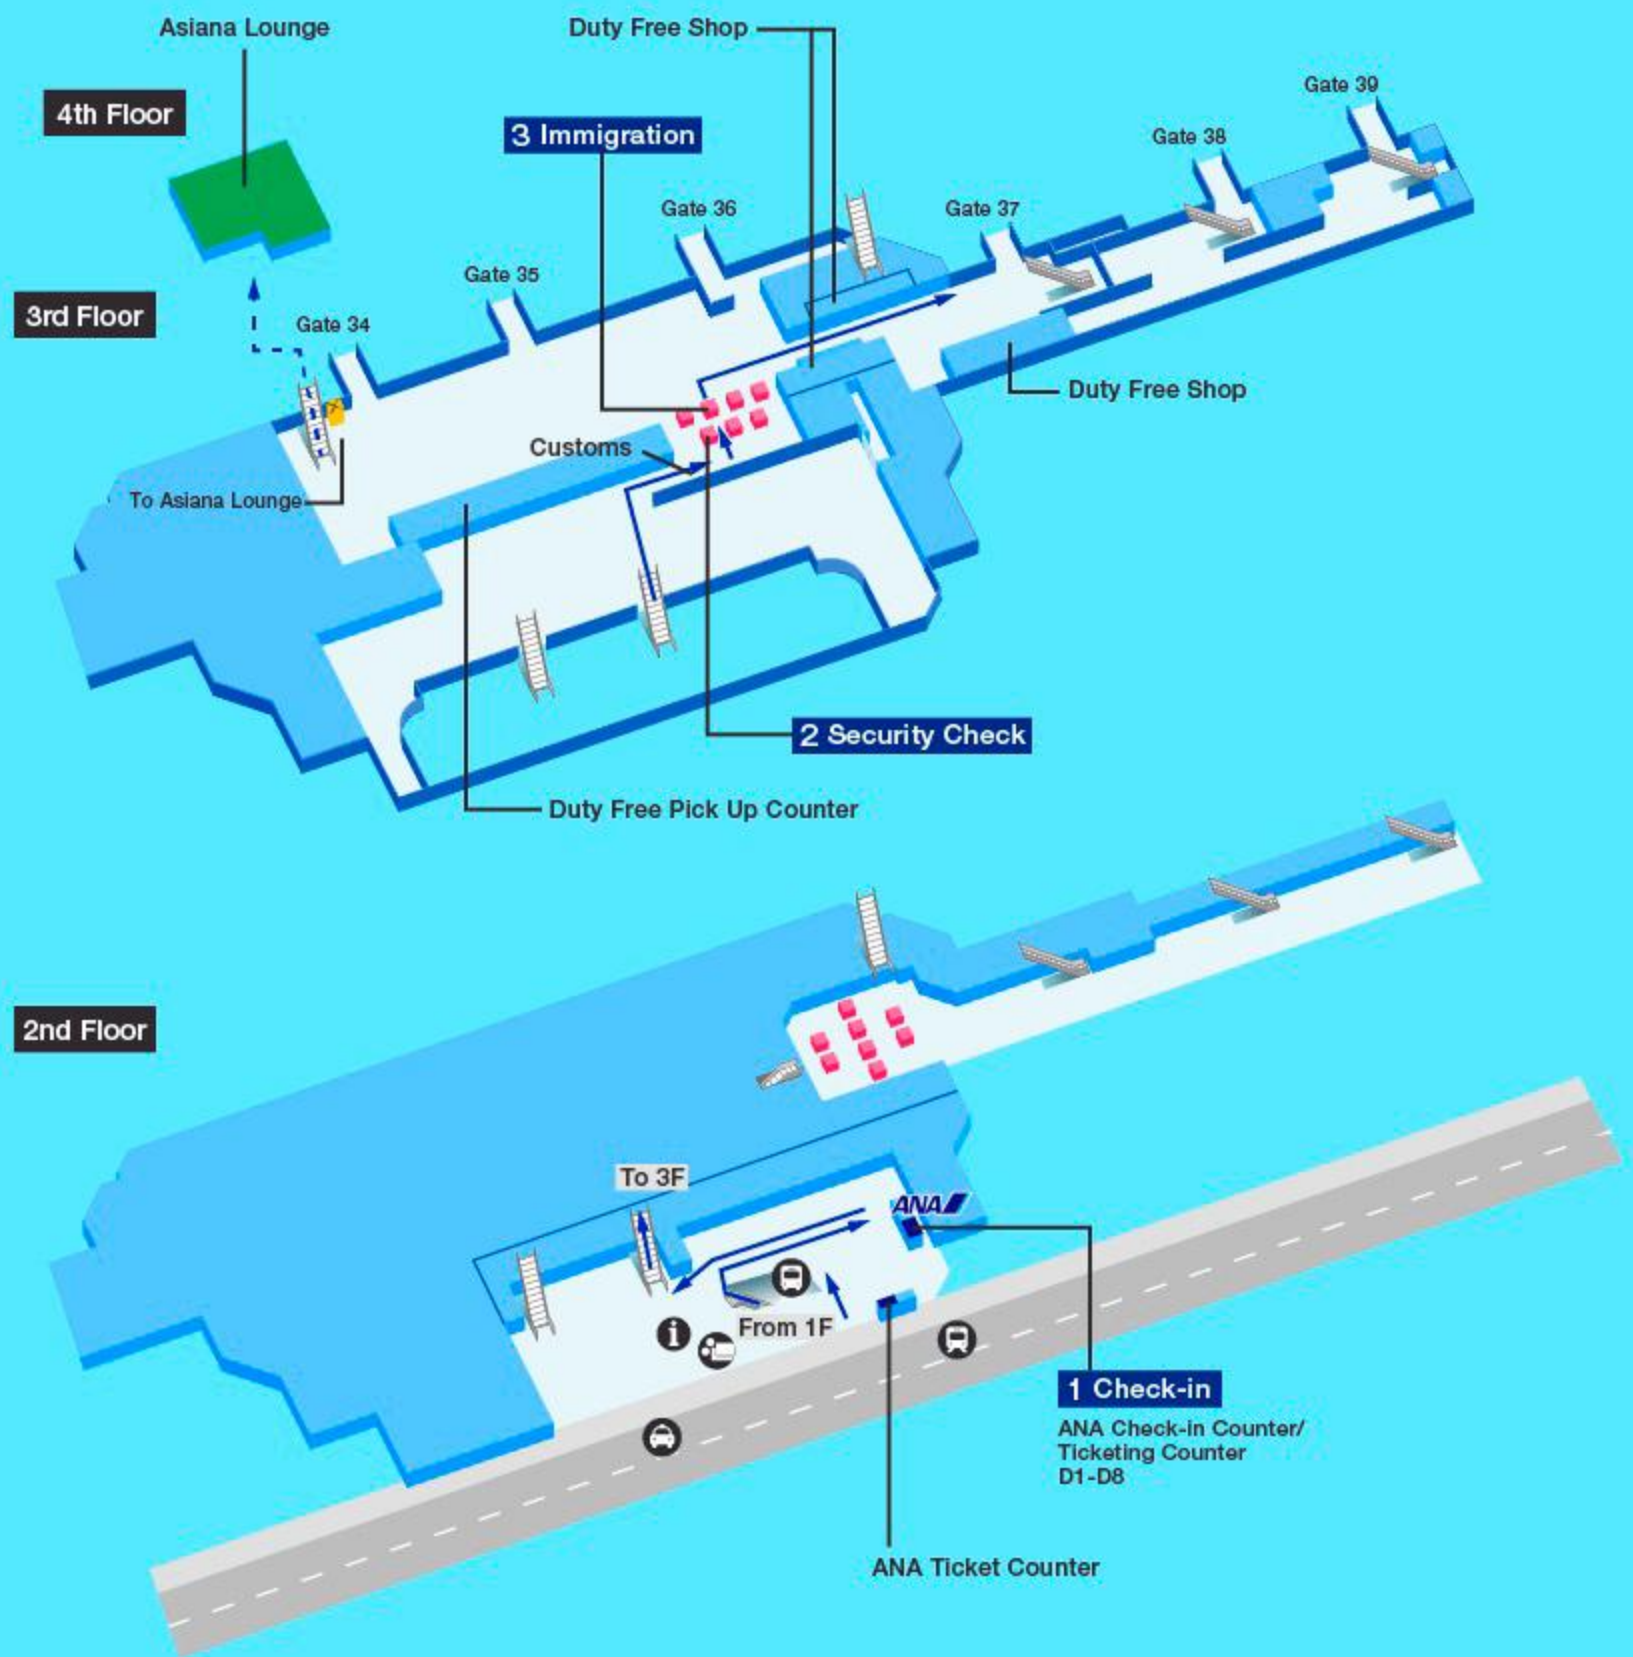 Asiana Lounge
Duty Free Shop
Gate 39
4th Floor
3 Immigration
Gate 38
Gate 36
Gate 37
Gate 35
3rd Floor
Gate 34
Duty Free Shop
Customs
To Asiana Lounge
2 Security Check
Duty Free Pick Up Counter
2nd Floor
To 3F
ANA
From 1F
i
1 Check-in
ANA Check-in Counter/
Ticketing Counter
D1-D8
ANA Ticket Counter